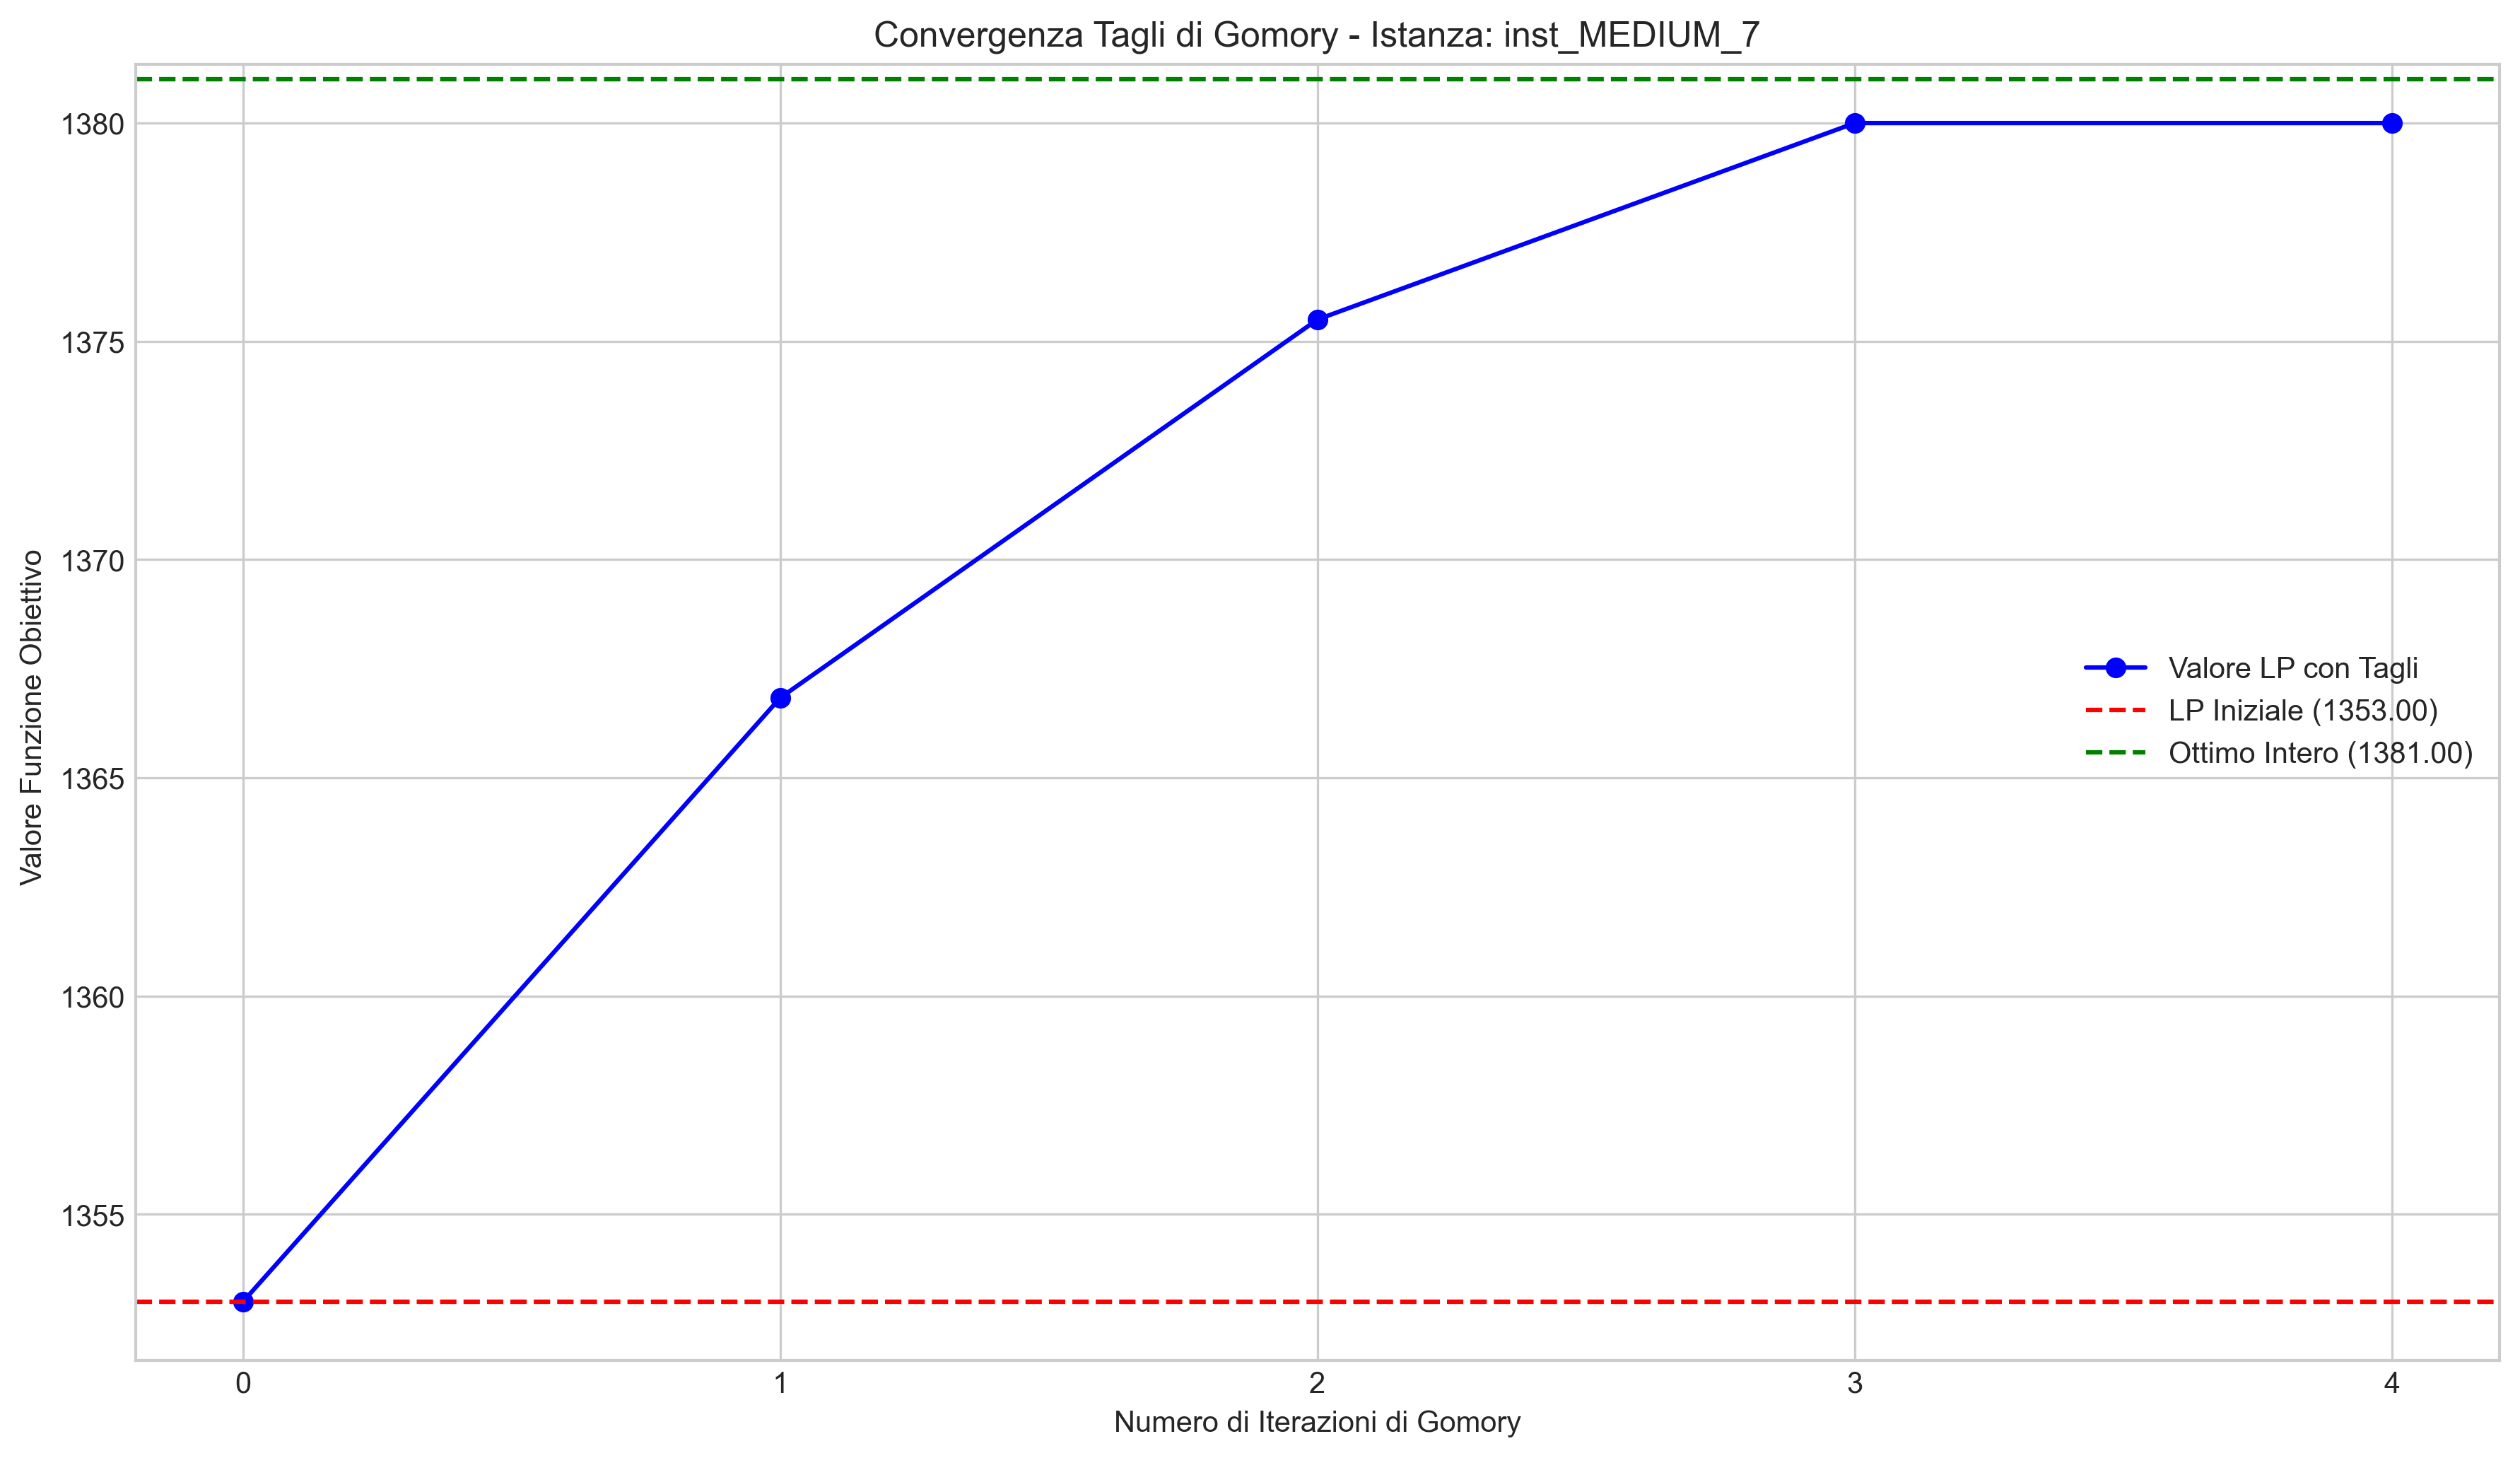 Convergenza Tagli di Gomory - Istanza: inst_MEDIUM_7
Valore Funzione Obiettivo
1380
1375
1370
1365
1360
1355
Valore LP con Tagli
LP Iniziale (1353.00)
Ottimo Intero (1381.00)
0 1 2 3 4
Numero di Iterazioni di Gomory